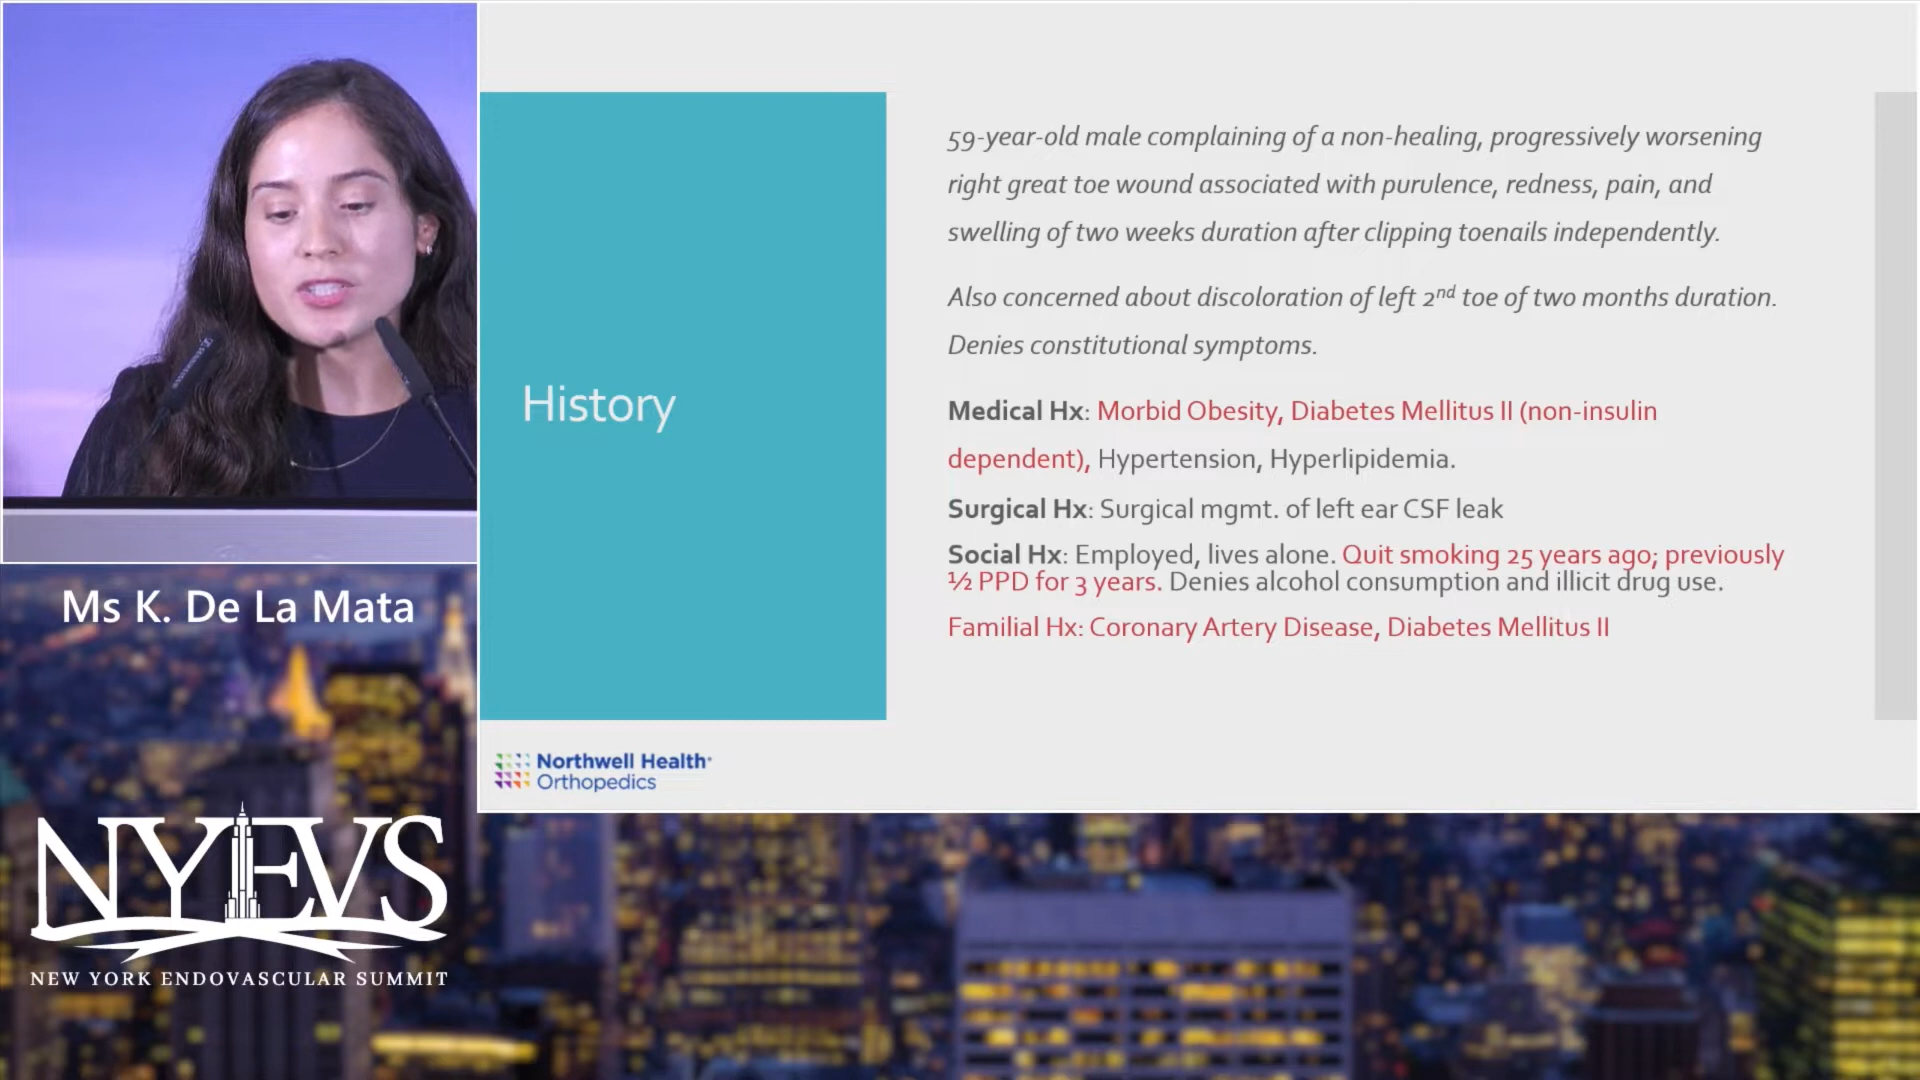 59-year-old male complaining of a non-healing, progressively worsening
right great toe wound associated with purulence, redness, pain, and
swelling of two weeks duration after clipping toenails independently.
Also concerned about discoloration of left 2nd toe of two months duration.
Denies constitutional symptoms.
History
Medical Hx: Morbid Obesity, Diabetes Mellitus II (non-insulin
dependent), Hypertension, Hyperlipidemia.
Surgical Hx: Surgical mgmt. of left ear CSF leak
Social Hx: Employed, lives alone. Quit smoking 25 years ago; previously
½ PPD for 3 years. Denies alcohol consumption and illicit drug use.
Familial Hx: Coronary Artery Disease, Diabetes Mellitus II
Northwell Health
Orthopedics
Ms K. De La Mata
NYEVS
NEW YORK ENDOVASCULAR SUMMIT